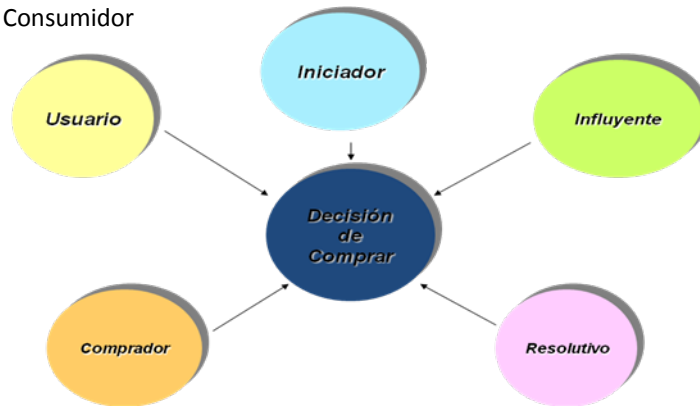 Consumidor
Iniciador
Usuario
Influyente
Decisión
de
Comprar
Comprador
Resolutivo